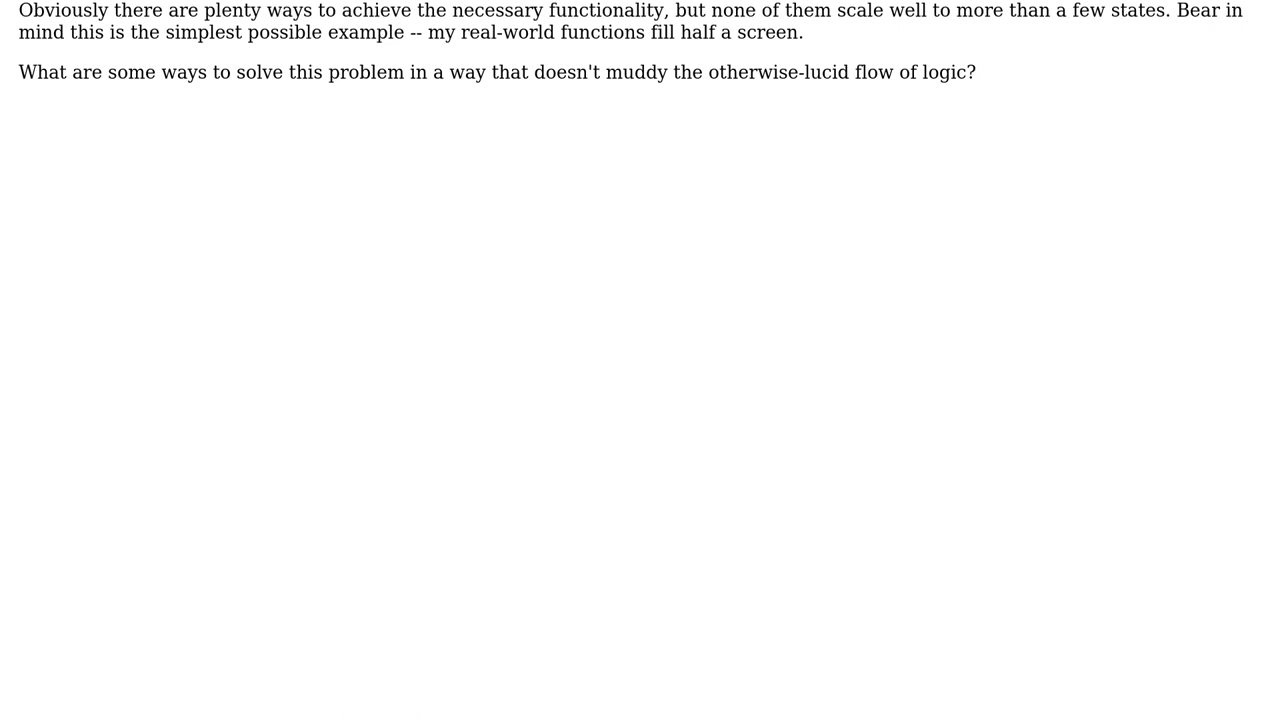 Obviously there are plenty ways to achieve the necessary functionality, but none of them scale well to more than a few states. Bear in
mind this is the simplest possible example -- my real-world functions fill half a screen.
What are some ways to solve this problem in a way that doesn't muddy the otherwise-lucid flow of logic?